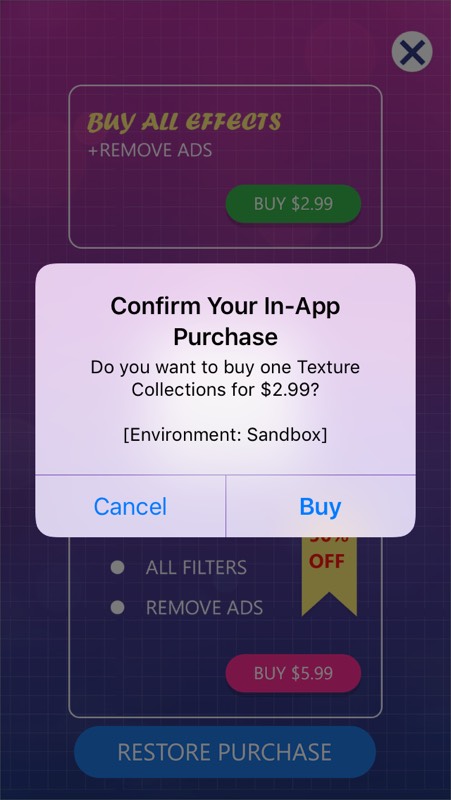 BUY ALL EFFECTS
+REMOVE ADS
BUY $2.99
Confirm Your In-App
Purchase
Do you want to buy one Texture
Collections for $2.99?
[Environment: Sandbox]
Cancel
Buy
OFF
ALL FILTERS
REMOVE ADS
BUY $5.99
RESTORE PURCHASE